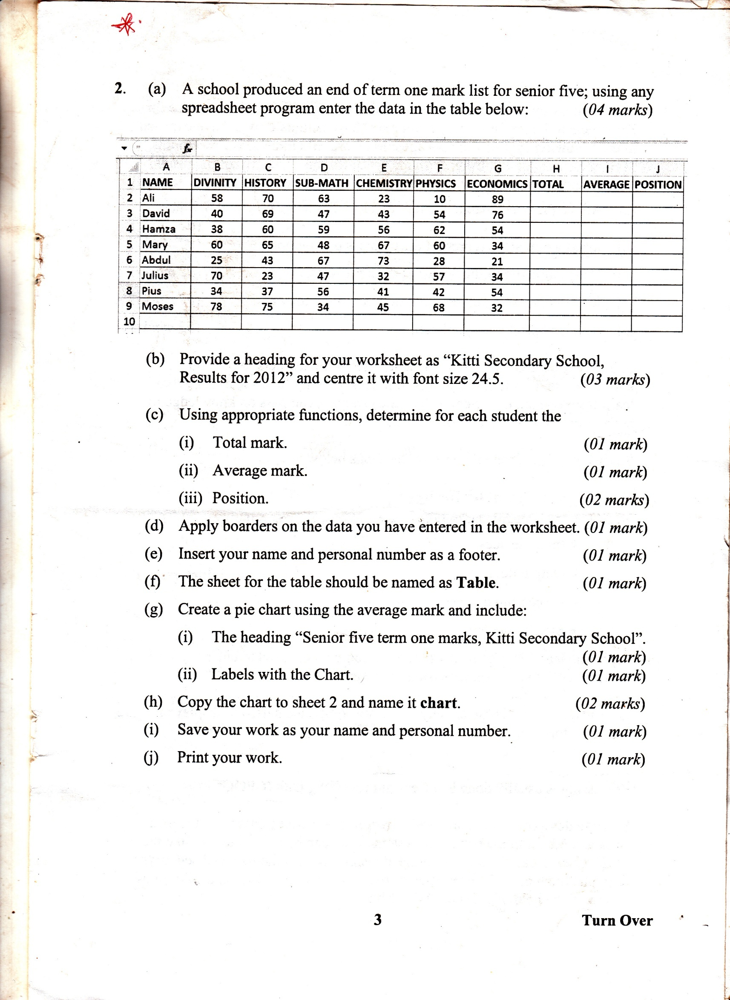 2. (a) A school produced an end of term one mark list for senior five; using any
spreadsheet program enter the data in the table below: (04 marks)
fx
A B C D E F G H I J
1 NAME DIVINITY HISTORY SUB-MATH CHEMISTRY PHYSICS ECONOMICS TOTAL AVERAGE POSITION
2 Ali 58 70 63 23 10 89
3 David 40 69 47 43 54 76
4 Hamza 38 60 59 56 62 54
5 Mary 60 65 48 67 60 34
6 Abdul 25 43 67 73 28 21
7 Julius 70 23 47 32 57 34
8 Pius 34 37 56 41 42 54
9 Moses 78 75 34 45 68 32
10
(b) Provide a heading for your worksheet as “Kitti Secondary School,
Results for 2012” and centre it with font size 24.5. (03 marks)
(c) Using appropriate functions, determine for each student the
(i) Total mark. (01 mark)
(ii) Average mark. (01 mark)
(iii) Position. (02 marks)
(d) Apply boarders on the data you have entered in the worksheet. (01 mark)
(e) Insert your name and personal number as a footer. (01 mark)
(f) The sheet for the table should be named as Table. (01 mark)
(g) Create a pie chart using the average mark and include:
(i) The heading “Senior five term one marks, Kitti Secondary School”.
(01 mark)
(ii) Labels with the Chart. (01 mark)
(h) Copy the chart to sheet 2 and name it chart. (02 marks)
(i) Save your work as your name and personal number. (01 mark)
(j) Print your work. (01 mark)
3 Turn Over